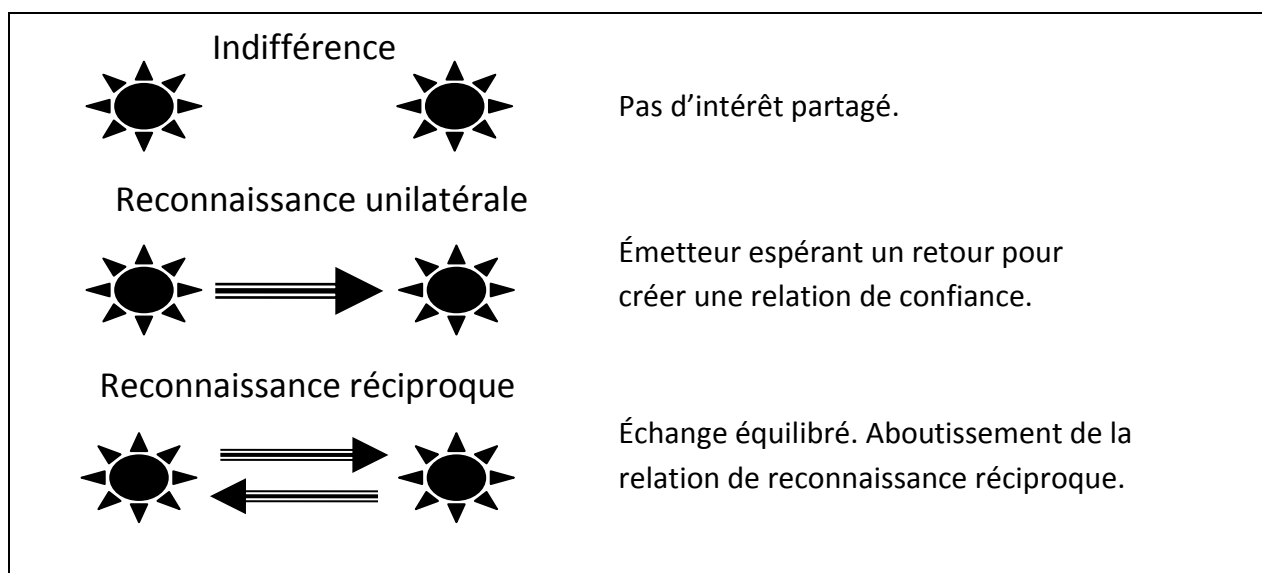 Indifférence
Pas d’intérêt partagé.
Reconnaissance unilatérale
Émetteur espérant un retour pour
créer une relation de confiance.
Reconnaissance réciproque
Échange équilibré. Aboutissement de la
relation de reconnaissance réciproque.